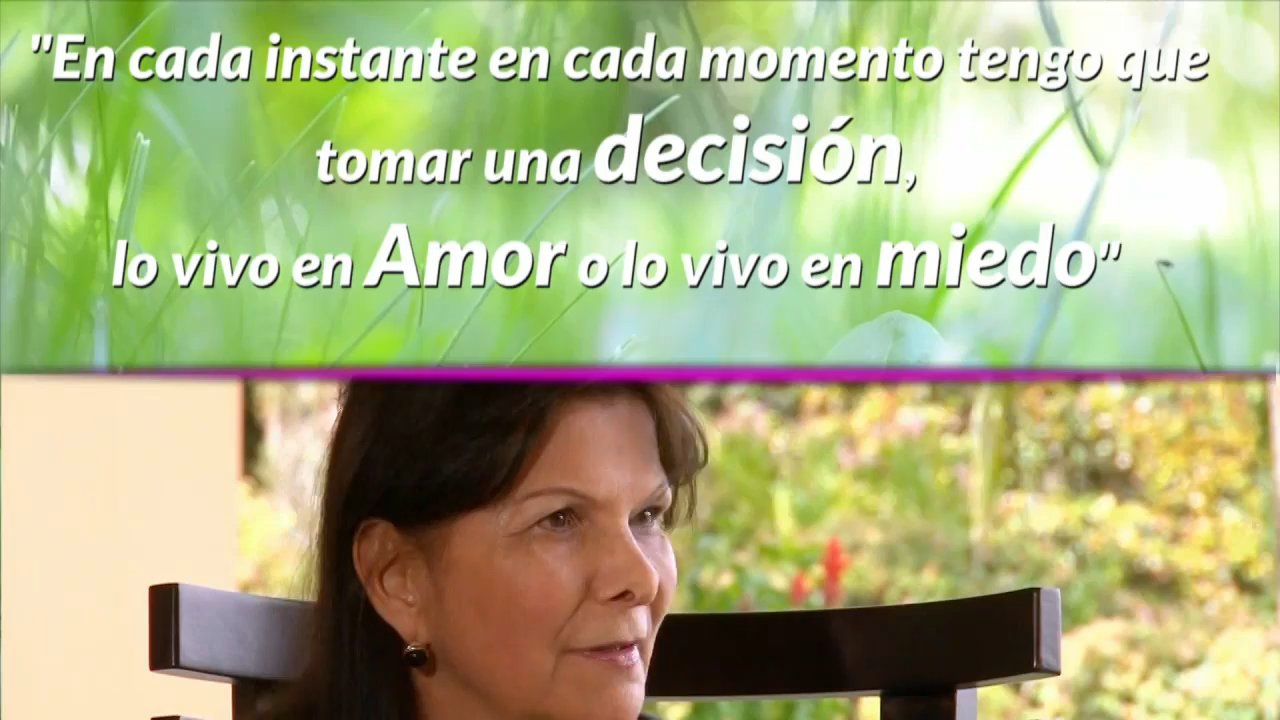 "En cada instante en cada momento tengo que
tomar una decisión,
lo vivo en Amor o lo vivo en miedo"